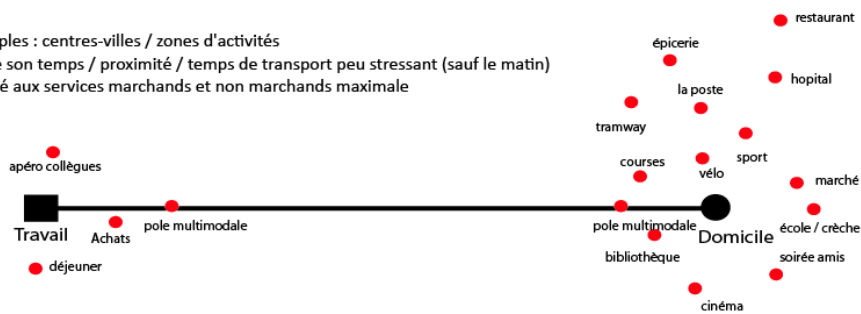 restaurant
ples : centres-villes / zones d'activités
son temps / proximité / temps de transport peu stressant (sauf le matin)
aux services marchands et non marchands maximale
épicerie
la poste
hopital
tramway
sport
apéro collègues
courses
vélo
marché
Travail
Achats
pole multimodale
pole multimodale
Domicile
école / crèche
bibliothèque
soirée amis
déjeuner
cinéma